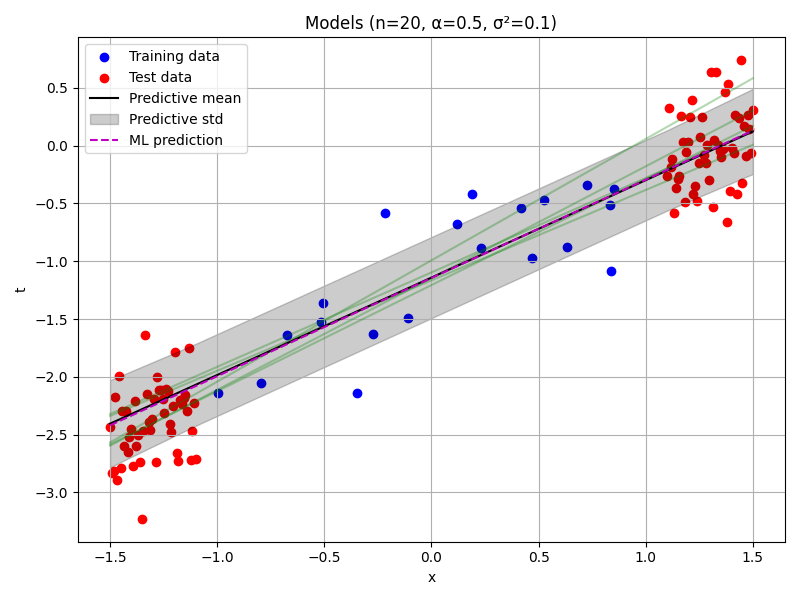 Models (n=20, α=0.5, σ²=0.1)
Training data
Test data
Predictive mean
Predictive std
ML prediction
t
0.5
0.0
−0.5
−1.0
−1.5
−2.0
−2.5
−3.0
−1.5 −1.0 −0.5 0.0 0.5 1.0 1.5
x